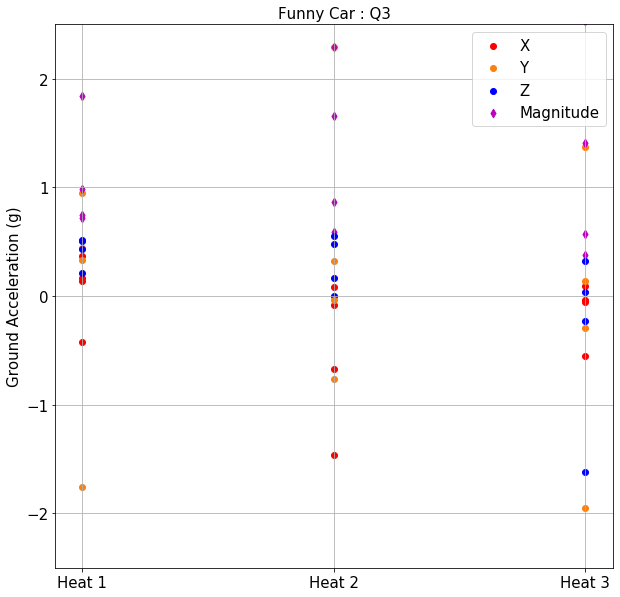 Funny Car : Q3
X
Y
Z
Magnitude
Ground Acceleration (g)
2
1
0
−1
−2
Heat 1
Heat 2
Heat 3